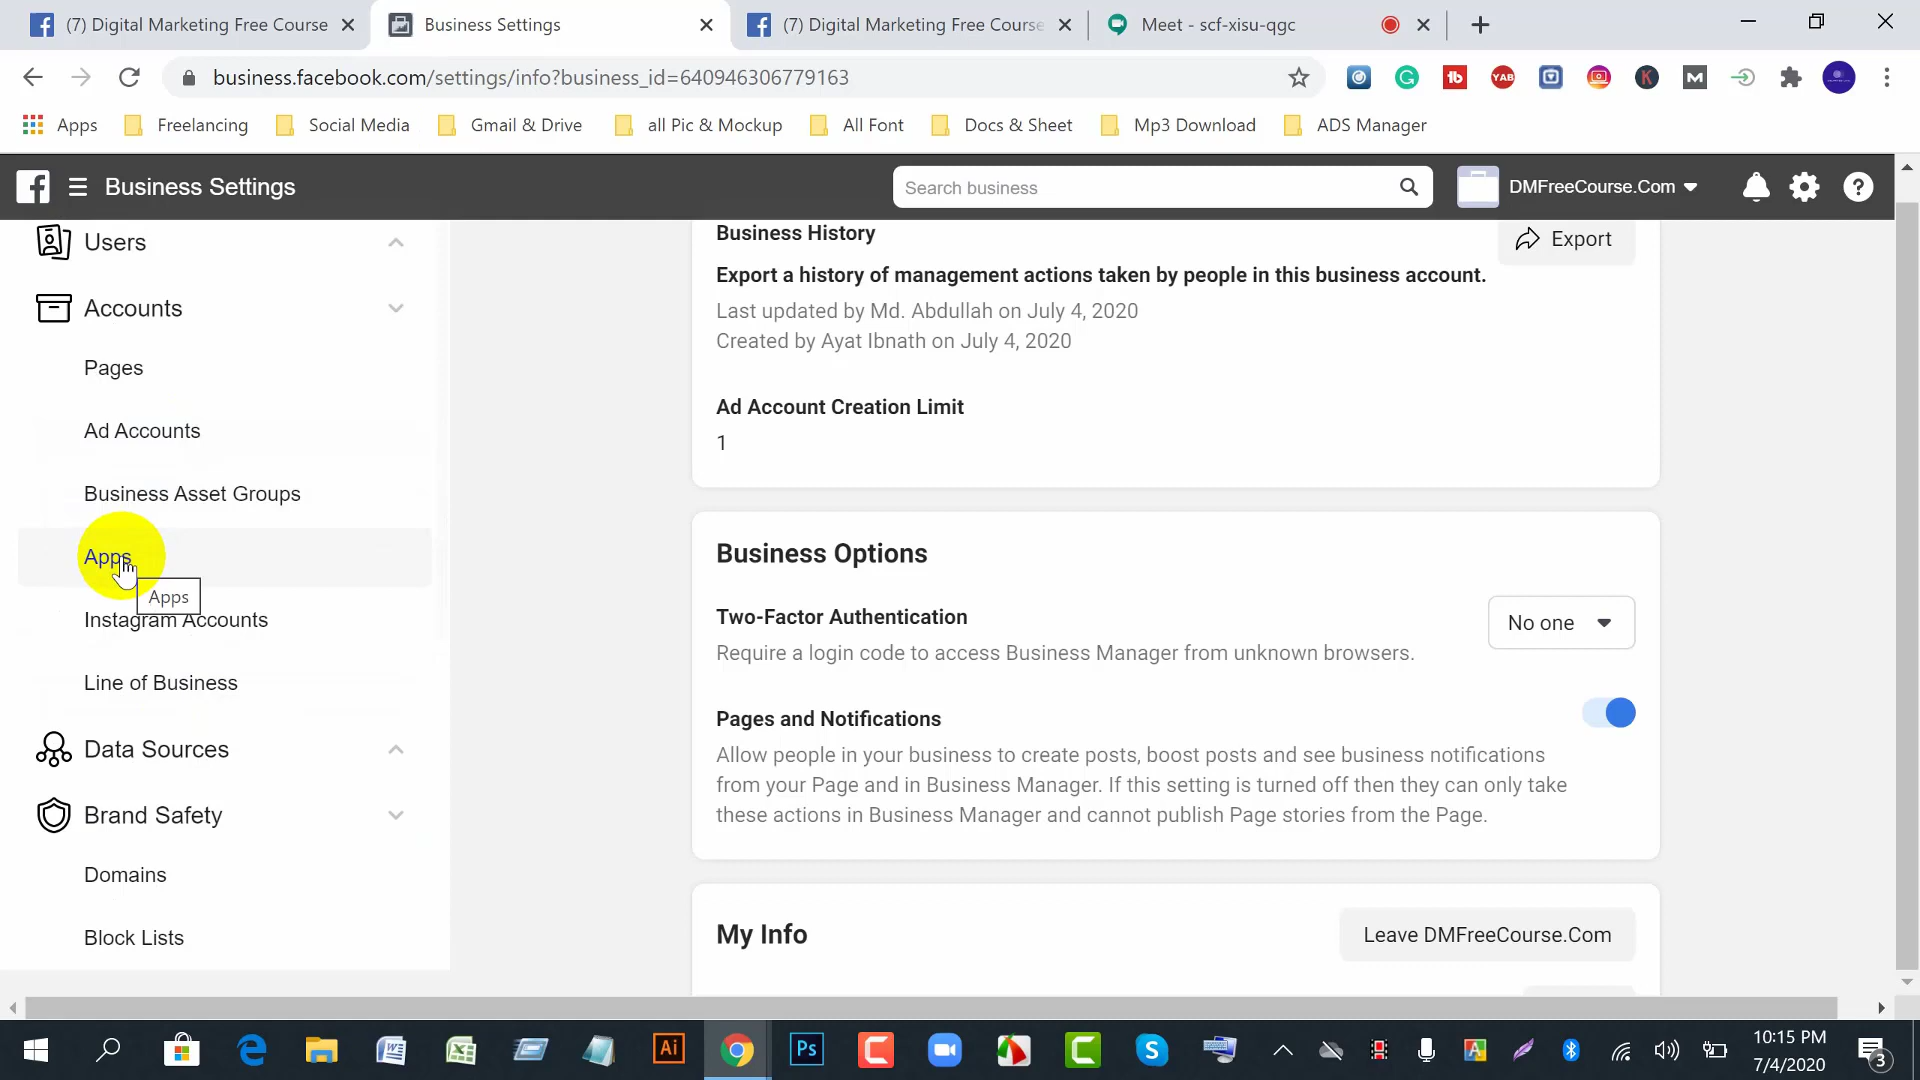 (7) Digital Marketing Free Course
Business Settings
(7) Digital Marketing Free Course
Meet - scf-xisu-qgc
business.facebook.com/settings/info?business_id=640946306779163
Apps
Freelancing
Social Media
Gmail & Drive
all Pic & Mockup
All Font
Docs & Sheet
Mp3 Download
ADS Manager
Business Settings
Search business
DMFreeCourse.Com
Users
Accounts
Pages
Ad Accounts
Business Asset Groups
Apps
Apps
Instagram Accounts
Line of Business
Data Sources
Brand Safety
Domains
Block Lists
Business History
Export
Export a history of management actions taken by people in this business account.
Last updated by Md. Abdullah on July 4, 2020
Created by Ayat Ibnath on July 4, 2020
Ad Account Creation Limit
1
Business Options
Two-Factor Authentication
No one
Require a login code to access Business Manager from unknown browsers.
Pages and Notifications
Allow people in your business to create posts, boost posts and see business notifications
from your Page and in Business Manager. If this setting is turned off then they can only take
these actions in Business Manager and cannot publish Page stories from the Page.
My Info
Leave DMFreeCourse.Com
10:15 PM
7/4/2020
3